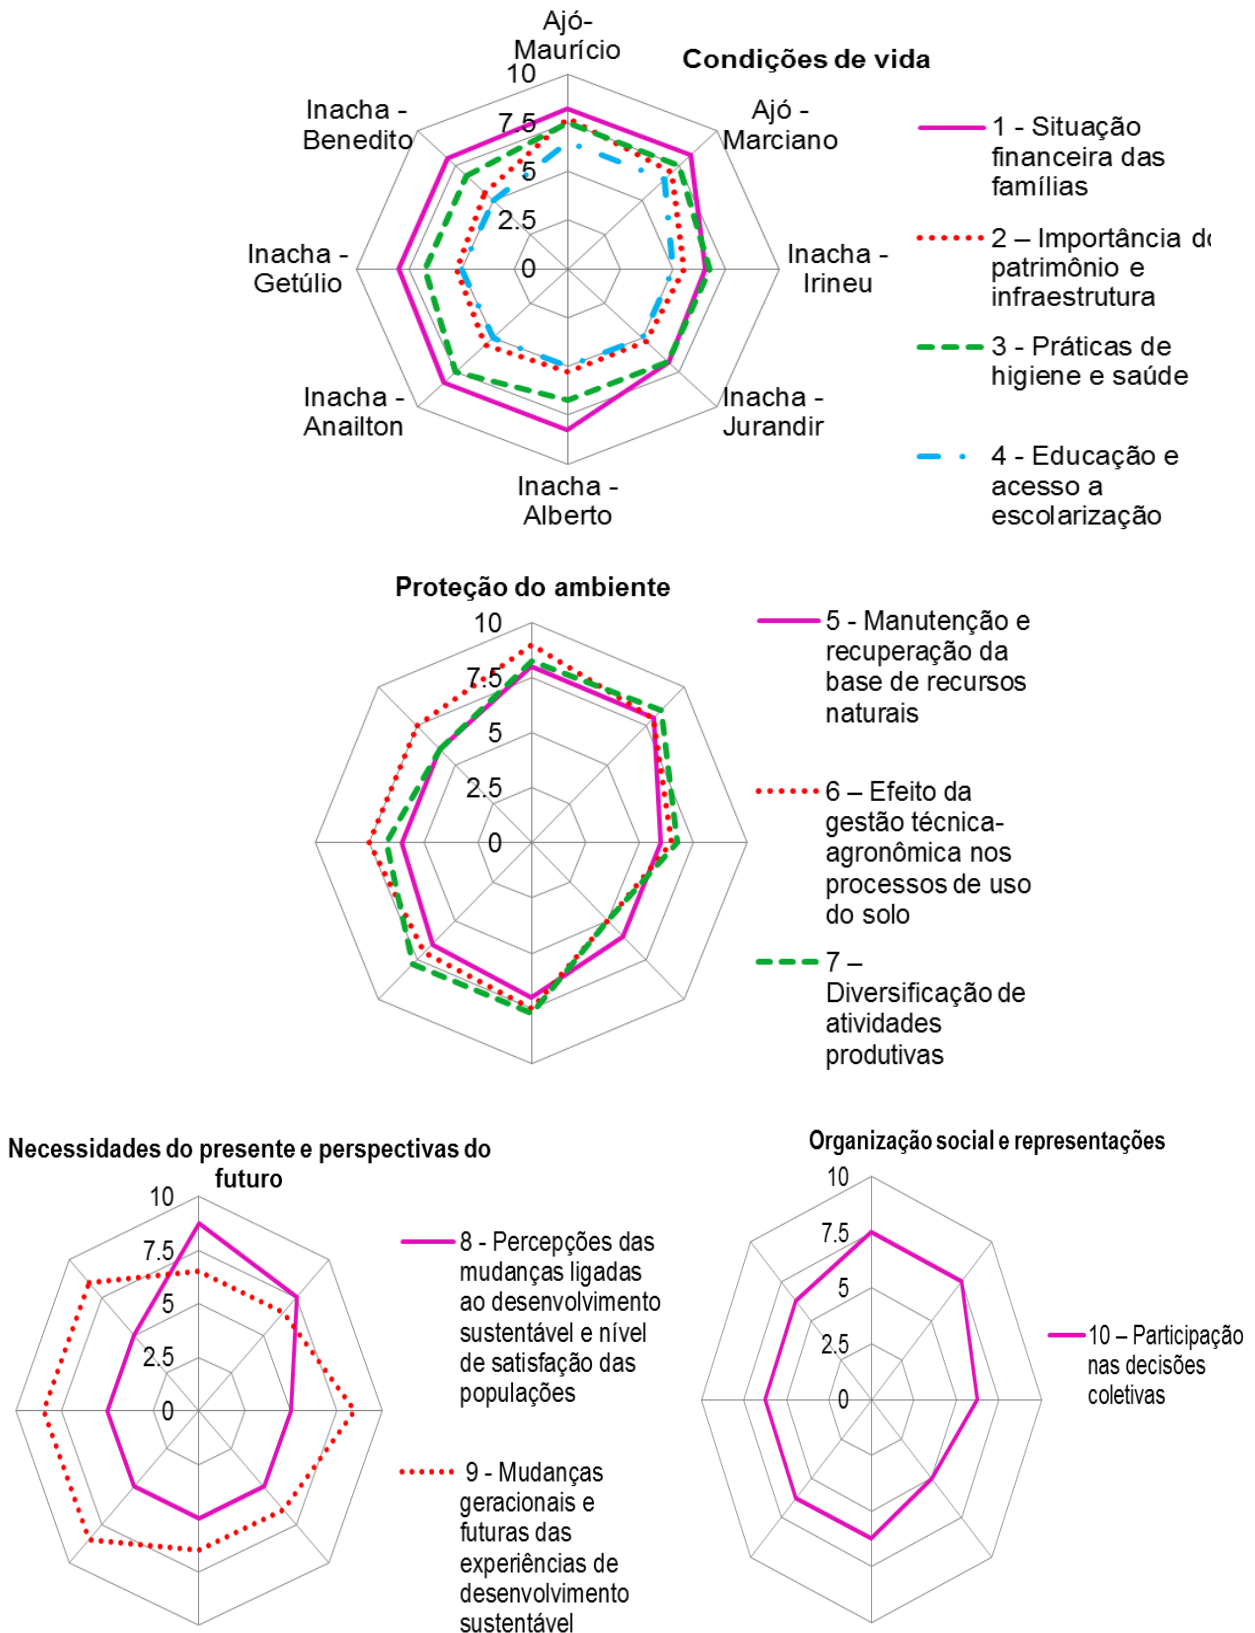 Ajó-
Maurício
Condições de vida
10
Inacha -
Benedito
7.5
Ajó -
Marciano
5
2.5
Inacha -
Getúlio
0
Inacha -
Irineu
Inacha -
Anailton
Inacha -
Jurandir
Inacha -
Alberto
1 - Situação
financeira das
famílias
2 – Importância do
patrimônio e
infraestrutura
3 - Práticas de
higiene e saúde
4 - Educação e
acesso a
escolarização
Proteção do ambiente
10
7.5
5
2.5
0
5 - Manutenção e
recuperação da
base de recursos
naturais
6 – Efeito da
gestão técnica-
agronômica nos
processos de uso
do solo
7 –
Diversificação de
atividades
produtivas
Necessidades do presente e perspectivas do
futuro
10
7.5
5
2.5
0
8 - Percepções das
mudanças ligadas
ao desenvolvimento
sustentável e nível
de satisfação das
populações
9 - Mudanças
geracionais e
futuras das
experiências de
desenvolvimento
sustentável
Organização social e representações
10
7.5
5
2.5
0
10 – Participação
nas decisões
coletivas